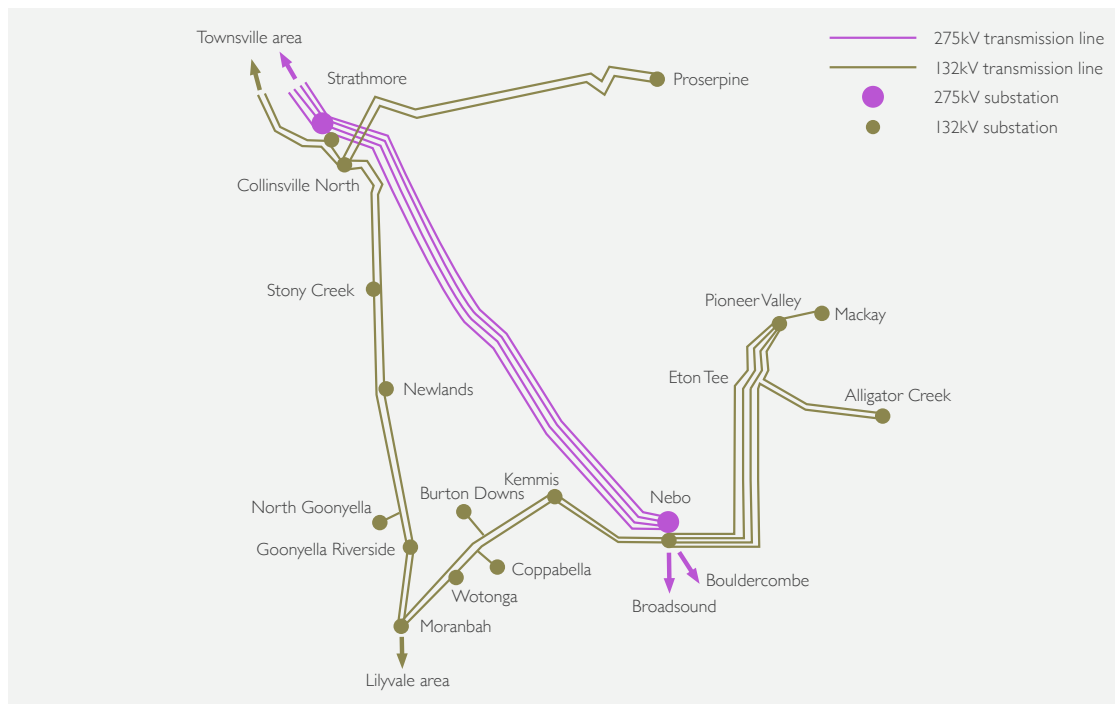 Townsville area
Strathmore
Proserpine
275kV transmission line
132kV transmission line
275kV substation
132kV substation
Collinsville North
Stony Creek
Pioneer Valley
Mackay
Eton Tee
Newlands
Alligator Creek
Kemmis
Burton Downs
Nebo
North Goonyella
Goonyella Riverside
Coppabella
Bouldercombe
Wotonga
Broadsound
Moranbah
Lilyvale area